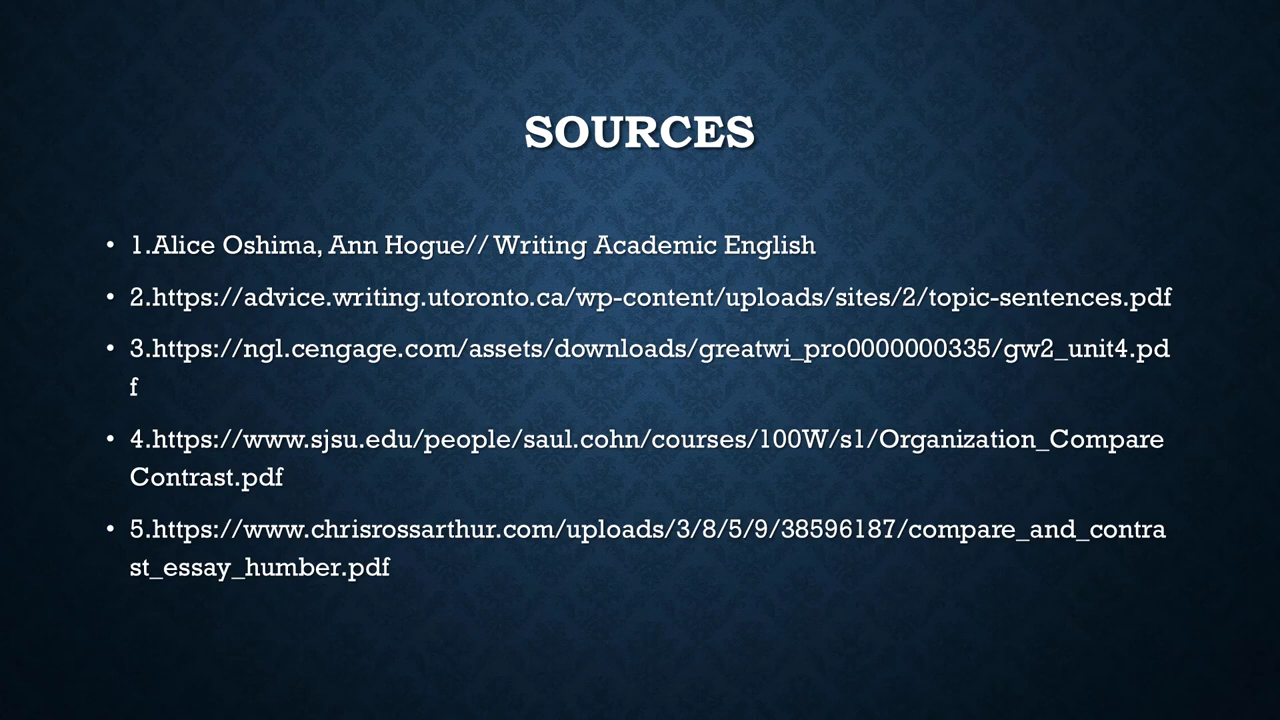 SOURCES
• 1.Alice Oshima, Ann Hogue// Writing Academic English
• 2.https://advice.writing.utoronto.ca/wp-content/uploads/sites/2/topic-sentences.pdf
• 3.https://ngl.cengage.com/assets/downloads/greatwi_pro0000000335/gw2_unit4.pd
f
• 4.https://www.sjsu.edu/people/saul.cohn/courses/100W/s1/Organization_Compare
Contrast.pdf
• 5.https://www.chrisrossarthur.com/uploads/3/8/5/9/38596187/compare_and_contra
st_essay_humber.pdf